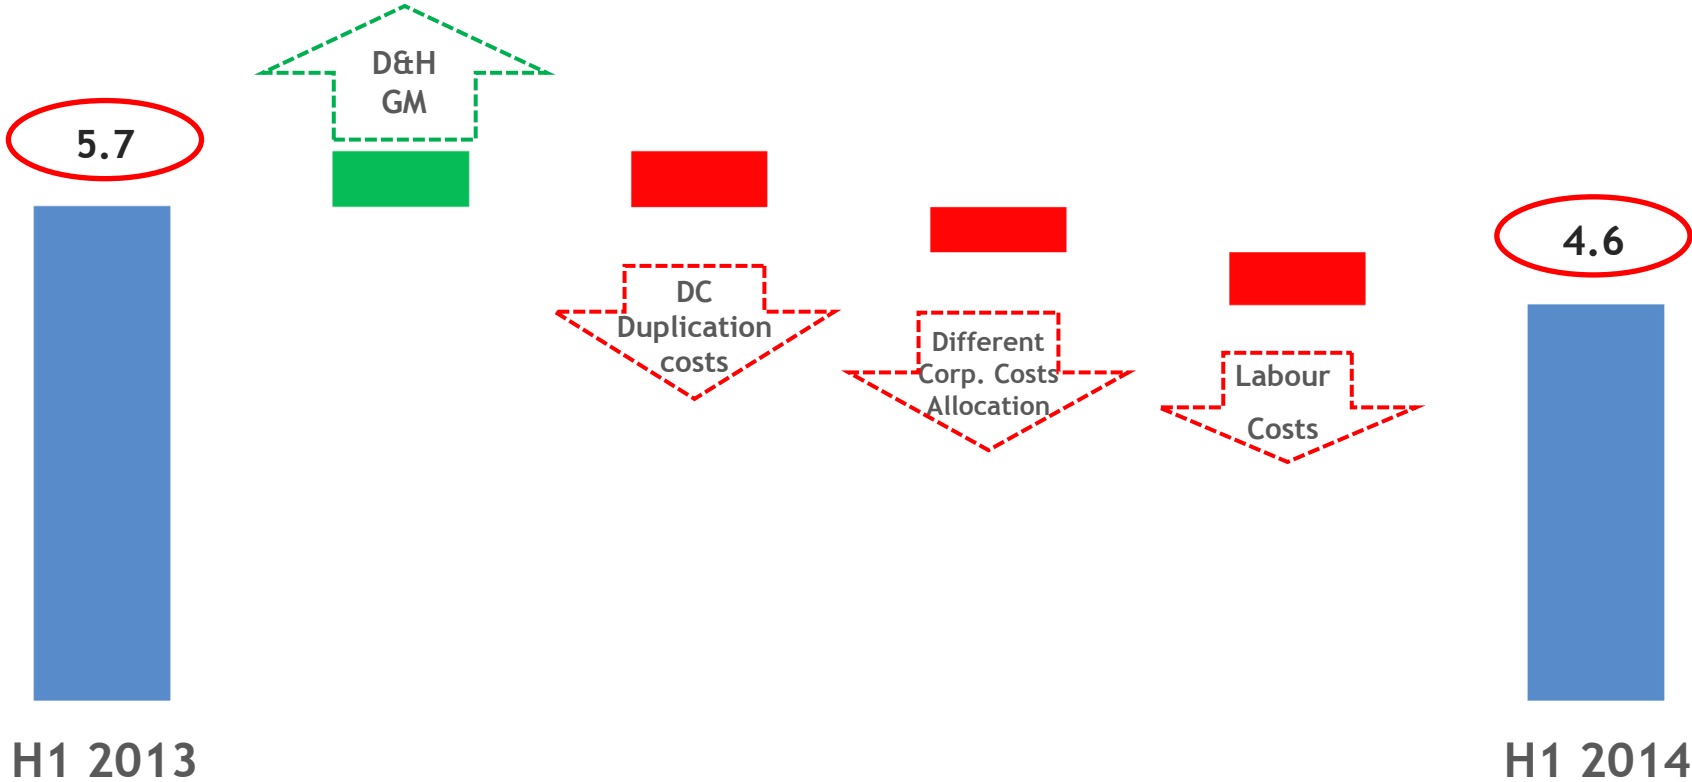 D&H
GM
5.7
4.6
DC
Duplication
costs
Different
Corp. Costs
Allocation
Labour
Costs
H1 2013
H1 2014